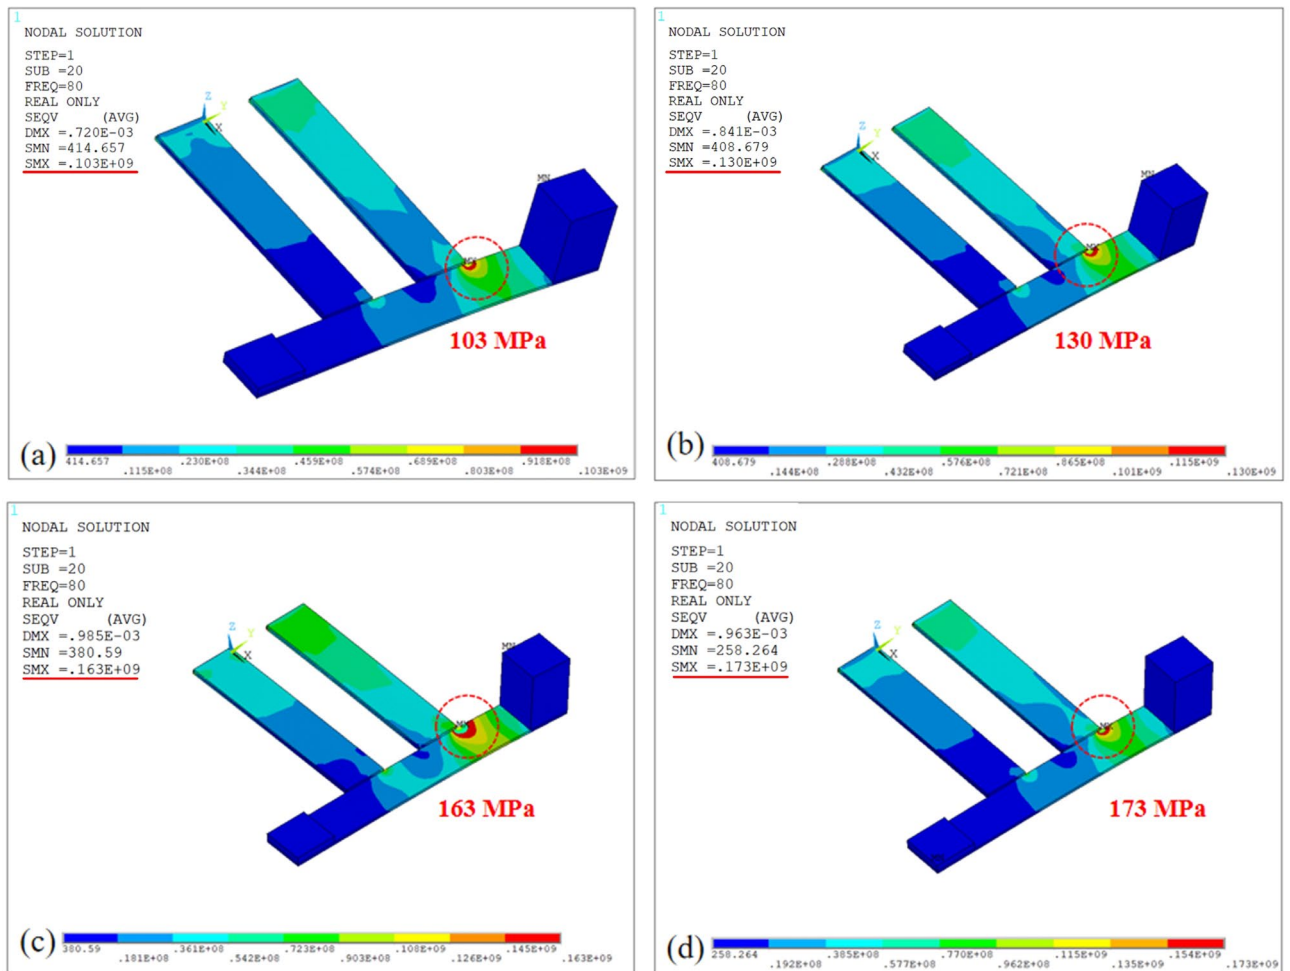 1
NODAL SOLUTION
STEP=1
SUB =20
FREQ=80
REAL ONLY
SEQV (AVG)
DMX =.720E-03
SMN =414.657
SMX =.103E+09
Z
Y
X
MN
MX
103 MPa
(a)
414.657 .230E+08 .459E+08 .689E+08 .918E+08
.115E+08 .344E+08 .574E+08 .803E+08 .103E+09
1
NODAL SOLUTION
STEP=1
SUB =20
FREQ=80
REAL ONLY
SEQV (AVG)
DMX =.841E-03
SMN =408.679
SMX =.130E+09
Z
Y
X
MN
MX
130 MPa
(b)
408.679 .288E+08 .576E+08 .865E+08 .115E+09
.144E+08 .432E+08 .721E+08 .101E+09 .130E+09
1
NODAL SOLUTION
STEP=1
SUB =20
FREQ=80
REAL ONLY
SEQV (AVG)
DMX =.985E-03
SMN =380.59
SMX =.163E+09
Z
Y
X
MN
MX
163 MPa
(c)
380.59 .361E+08 .723E+08 .108E+09 .145E+09
.181E+08 .542E+08 .903E+08 .126E+09 .163E+09
1
NODAL SOLUTION
STEP=1
SUB =20
FREQ=80
REAL ONLY
SEQV (AVG)
DMX =.963E-03
SMN =258.264
SMX =.173E+09
Z
Y
X
MX
MN
173 MPa
(d)
258.264 .385E+08 .770E+08 .115E+09 .154E+09
.192E+08 .577E+08 .962E+08 .135E+09 .173E+09